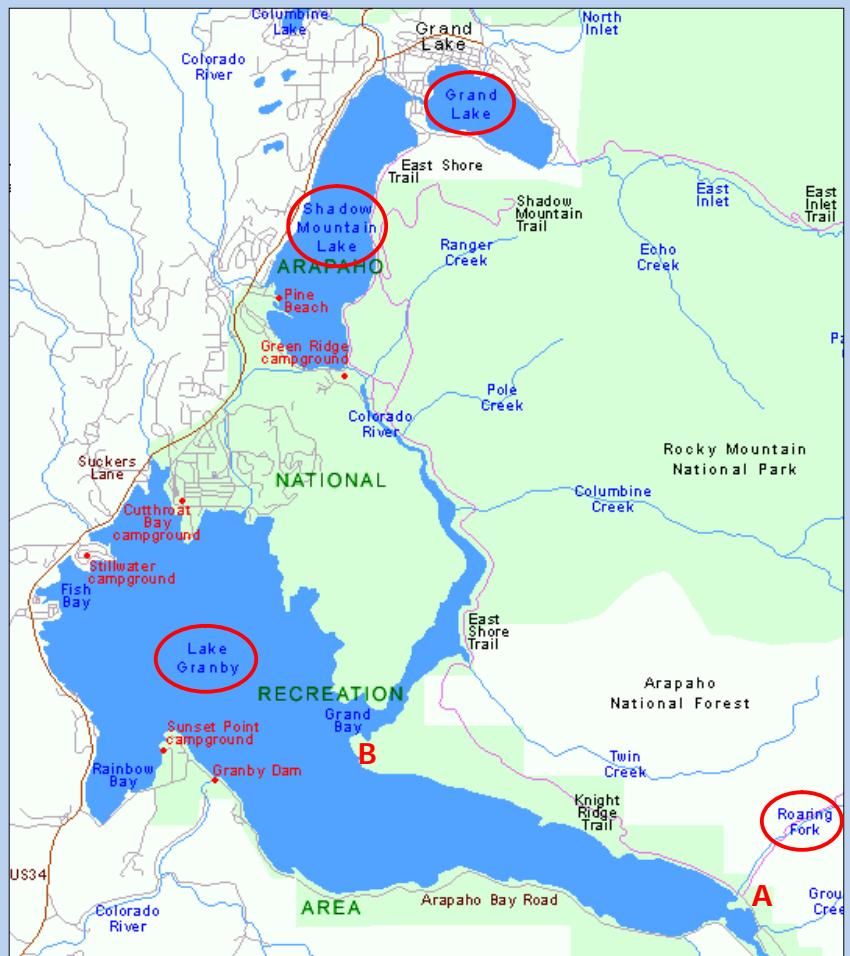 Columbine
Lake
Grand
Lake
North
Inlet
Colorado
River
Grand
Lake
East Shore
Trail
Shadow
Mountain
Trail
East
Inlet
East
Inlet
Trail
Shadow
Mountain
Lake
Ranger
Creek
Echo
Creek
ARAPAHO
Pine
Beach
Green Ridge
campground
Pole
Creek
Colorado
River
Rocky Mountain
National Park
Suckers
Lane
NATIONAL
Columbine
Creek
Cutthroat
Bay
campground
Stillwater
campground
Fish
Bay
East
Shore
Trail
Lake
Granby
RECREATION
Arapaho
National Forest
Grand
Bay
B
Sunset Point
campground
Rainbow
Bay
Granby Dam
Twin
Creek
Knight
Ridge
Trail
Roaring
Fork
US34
A
Arapaho Bay Road
AREA
Colorado
River